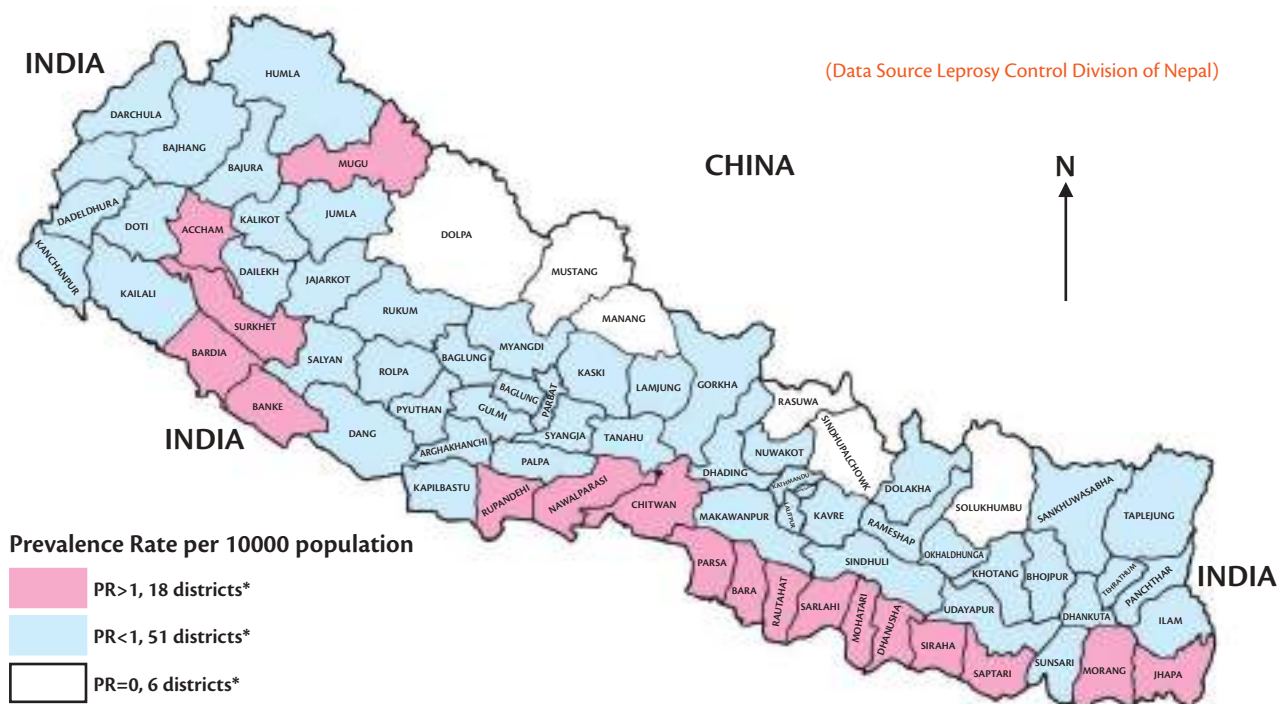 INDIA
(Data Source Leprosy Control Division of Nepal)
CHINA
N
HUMLA
DARCHULA
BAJHANG
BAJURA
MUGU
DADELDHURA
DOTI
ACCHAM
KALIKOT
JUMLA
DOLPA
KANCHANPUR
KAILALI
DAILEKH
JAJARKOT
MUSTANG
MANANG
SURKHET
RUKUM
BARDIA
SALYAN
ROLPA
BAGLUNG
MYANGDI
KASKI
LAMJUNG
GORKHA
BANKE
PYUTHAN
GULMI
BAGLUNG
PARBAT
RASUWA
SINDHUPALCHOWK
INDIA
DANG
ARGHAKHANCHI
SYANGJA
TANAHU
NUWAKOT
DHADING
KATHMANDU
DOLAKHA
SOLUKHUMBU
SANKHUWASABHA
TAPLEJUNG
KAPILBASTU
PALPA
RUPANDEHI
NAWALPARASI
CHITWAN
MAKAWANPUR
LALITPUR
KAVRE
RAMESHAP
OKHALDHUNGA
KHOTANG
BHOJPUR
TEHRATHUM
PANCHTHAR
INDIA
PARSA
BARA
RAUTAHAT
SARLAHI
MOHATARI
DHANUSHA
SINDHULI
UDAYAPUR
DHANKUTA
ILAM
SIRAHA
SAPTARI
SUNSARI
MORANG
JHAPA
Prevalence Rate per 10000 population
PR>1, 18 districts*
PR<1, 51 districts*
PR=0, 6 districts*